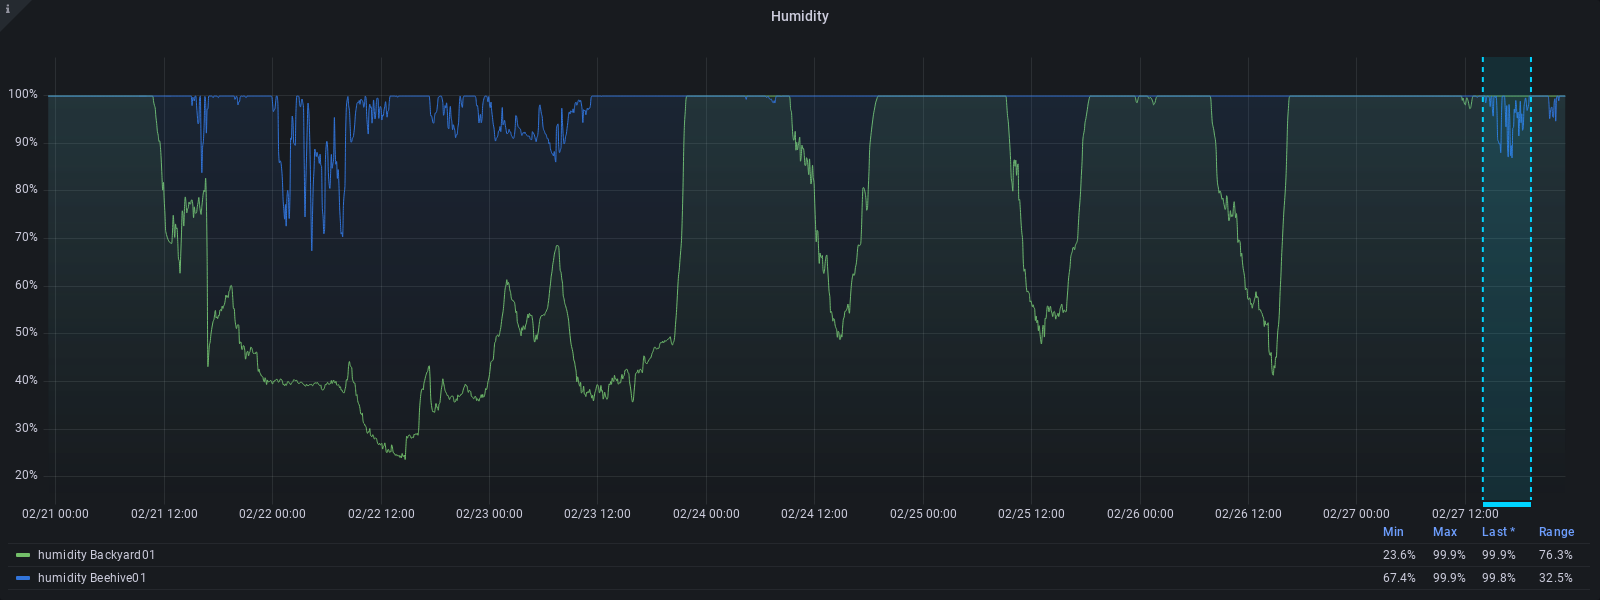 i
Humidity
100%
90%
80%
70%
60%
50%
40%
30%
20%
02/21 00:00 02/21 12:00 02/22 00:00 02/22 12:00 02/23 00:00 02/23 12:00 02/24 00:00 02/24 12:00 02/25 00:00 02/25 12:00 02/26 00:00 02/26 12:00 02/27 00:00 02/27 12:00
Min Max Last * Range
humidity Backyard01 23.6% 99.9% 99.9% 76.3%
humidity Beehive01 67.4% 99.9% 99.8% 32.5%